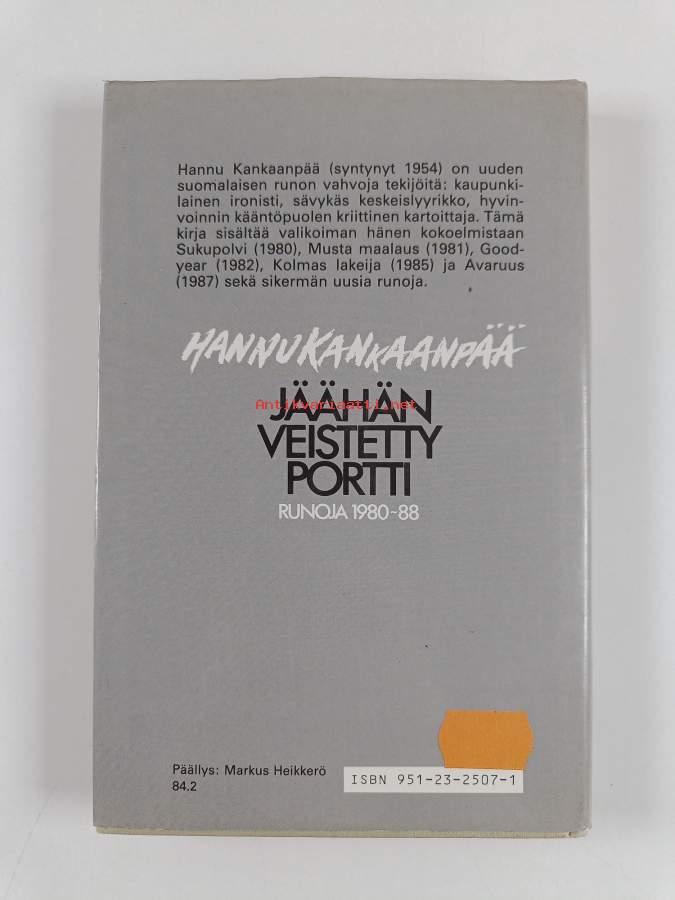 Hannu Kankaanpää (syntynyt 1954) on uuden
suomalaisen runon vahvoja tekijöitä: kaupunki-
lainen ironisti, sävykäs keskeislyyrikko, hyvin-
voinnin kääntöpuolen kriittinen kartoittaja. Tämä
kirja sisältää valikoiman hänen kokoelmistaan
Sukupolvi (1980), Musta maalaus (1981), Good-
year (1982), Kolmas lakeija (1985) ja Avaruus
(1987) sekä sikermän uusia runoja.
HANNU KANKAANPÄÄ
JÄÄHÄN
Antikvariaatti.net
VEISTETTY
PORTTI
RUNOJA 1980-88
Päällys: Markus Heikkerö
84.2
ISBN 951-23-2507-1